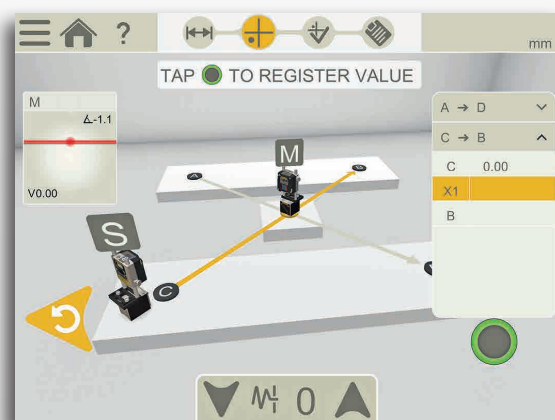 ?
mm
TAP TO REGISTER VALUE
M
∡-1.1
V0.00
A → D
C → B
C 0.00
X1
B
A
M
B
S
C
0